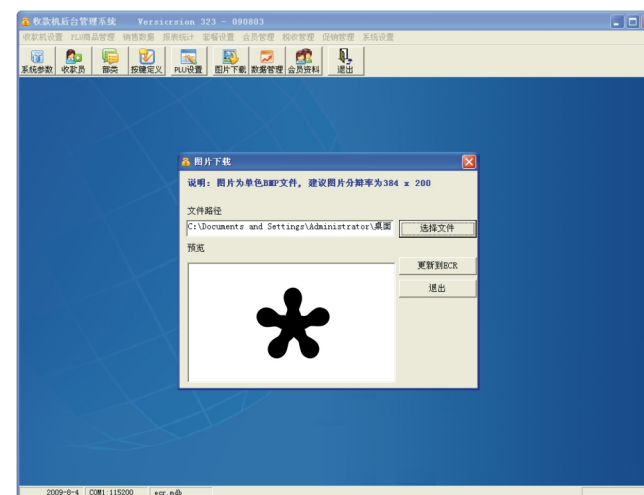 收款机后台管理系统 Versicrsion 323 - 090803
收款机设置 PLU商品管理 销售数据 报表统计 套餐设置 会员管理 税收管理 促销管理 系统设置
系统参数 收款员 部类 按键定义 PLU设置 图片下载 数据管理 会员资料 退出
图片下载
说明：图片为单色BMP文件，建议图片分辩率为384 x 200
文件路径
C:\Documents and Settings\Administrator\桌面 选择文件
预览
更新到ECR
退出
2009-8-4 COM1:115200 ecr.mdb